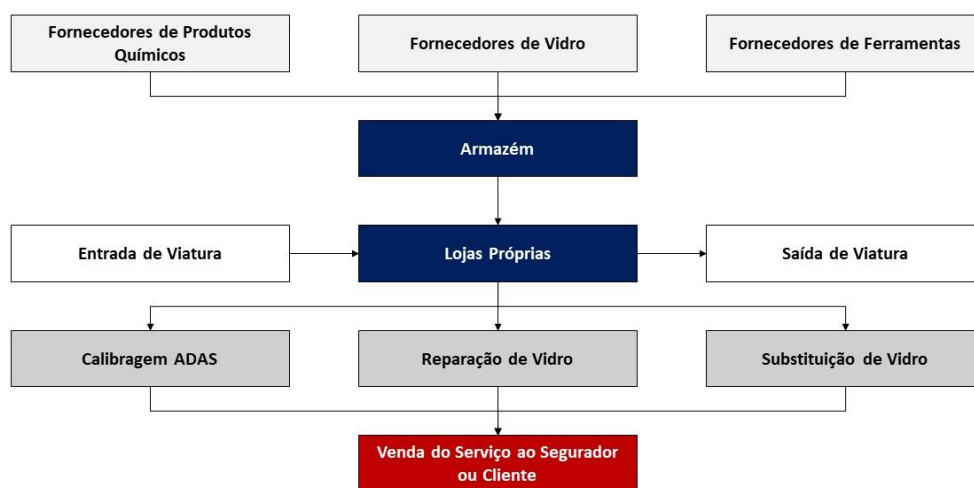 Fornecedores de Produtos
Químicos
Fornecedores de Vidro
Fornecedores de Ferramentas
Armazém
Entrada de Viatura
Lojas Próprias
Saída de Viatura
Calibragem ADAS
Reparação de Vidro
Substituição de Vidro
Venda do Serviço ao Segurador
ou Cliente